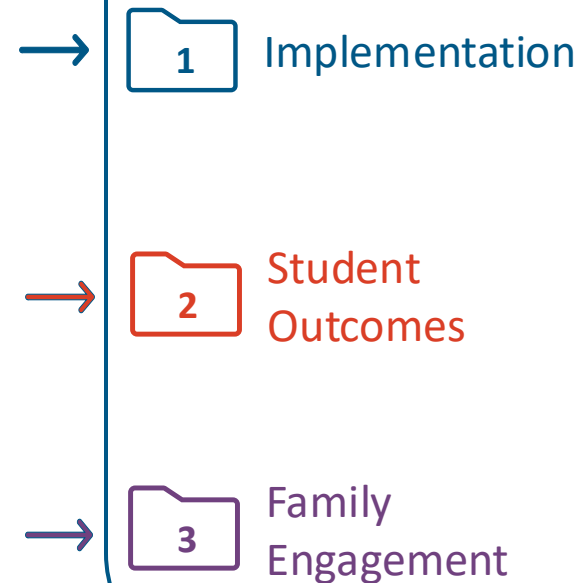 1 Implementation
2 Student
Outcomes
3 Family
Engagement